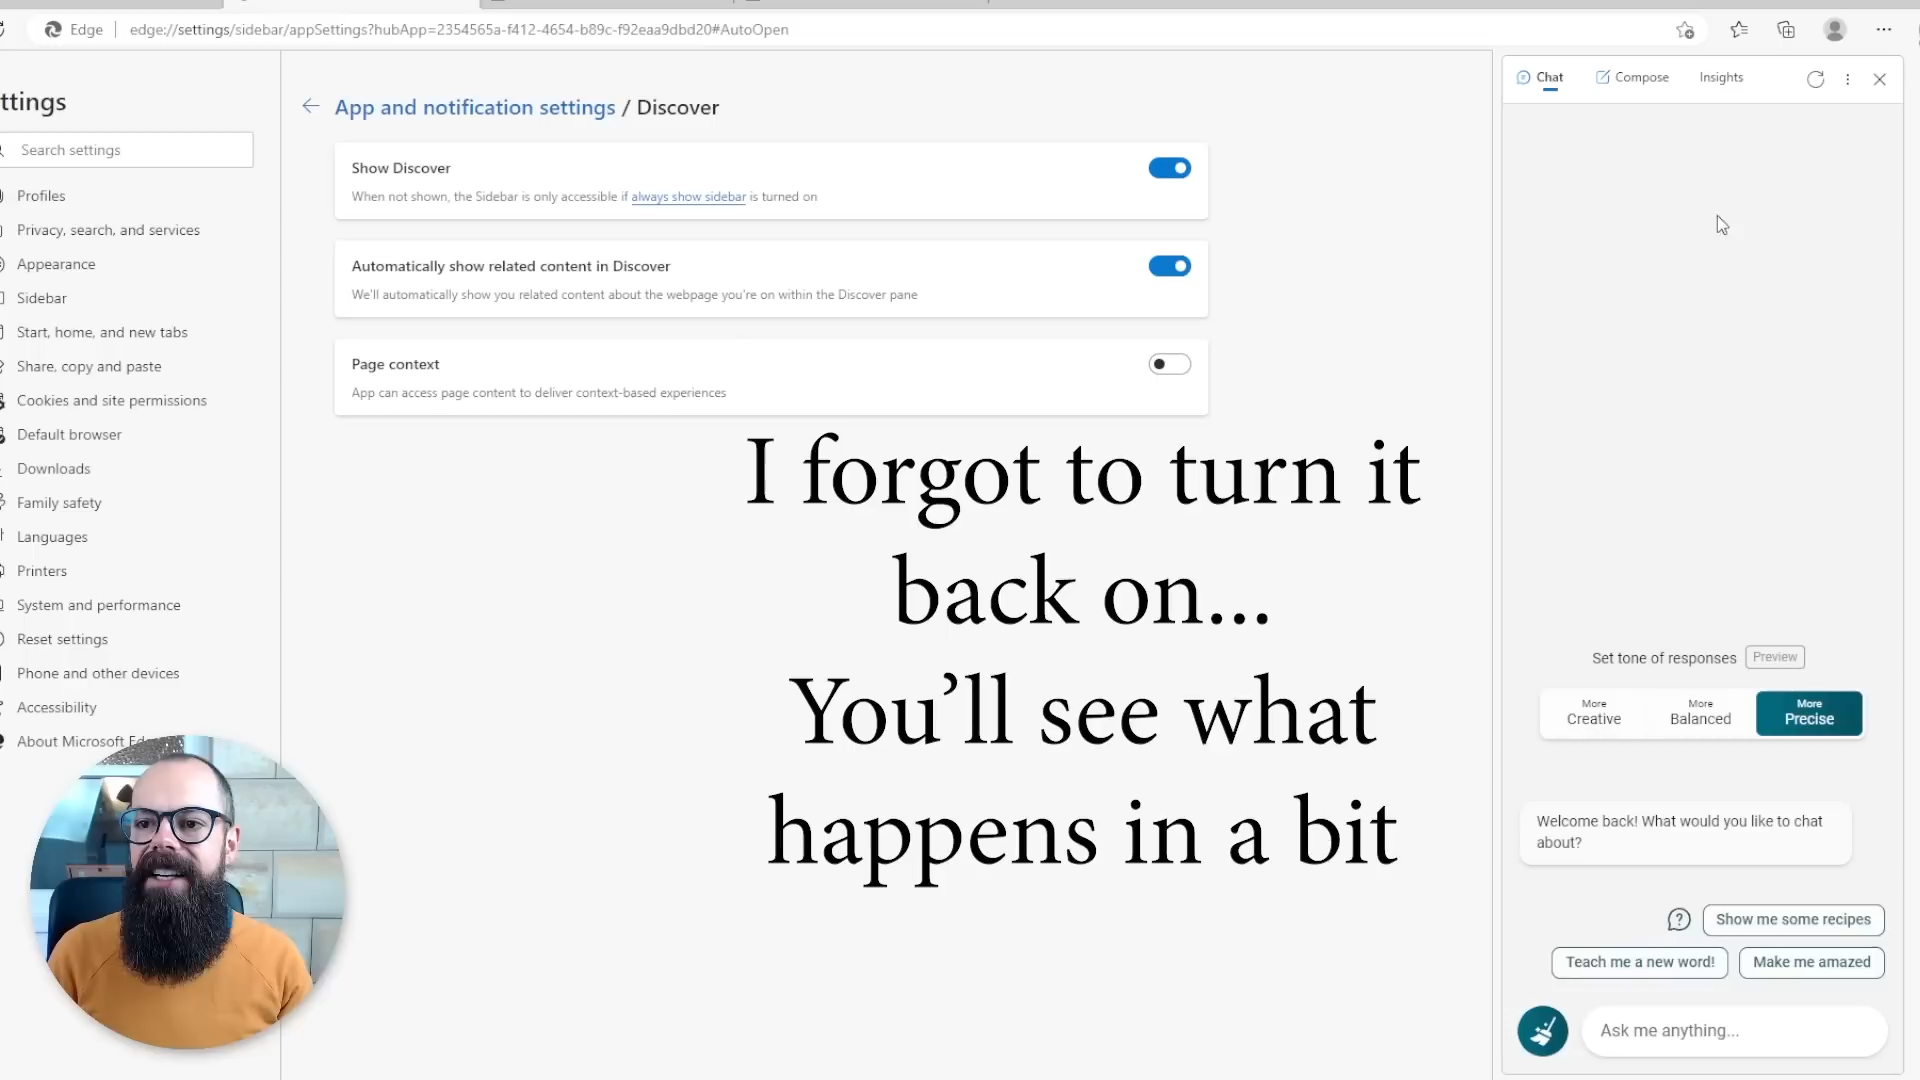 Edge
edge://settings/sidebar/appSettings?hubApp=2354565a-f412-4654-b89c-f92eaa9dbd20#AutoOpen
ttings
Search settings
Profiles
Privacy, search, and services
Appearance
Sidebar
Start, home, and new tabs
Share, copy and paste
Cookies and site permissions
Default browser
Downloads
Family safety
Languages
Printers
System and performance
Reset settings
Phone and other devices
Accessibility
About Microsoft Ed
App and notification settings / Discover
Show Discover
When not shown, the Sidebar is only accessible if always show sidebar is turned on
Automatically show related content in Discover
We'll automatically show you related content about the webpage you're on within the Discover pane
Page context
App can access page content to deliver context-based experiences
I forgot to turn it
back on...
You’ll see what
happens in a bit
Chat
Compose
Insights
Set tone of responses
Preview
More
Creative
More
Balanced
More
Precise
Welcome back! What would you like to chat
about?
Show me some recipes
Teach me a new word!
Make me amazed
Ask me anything...